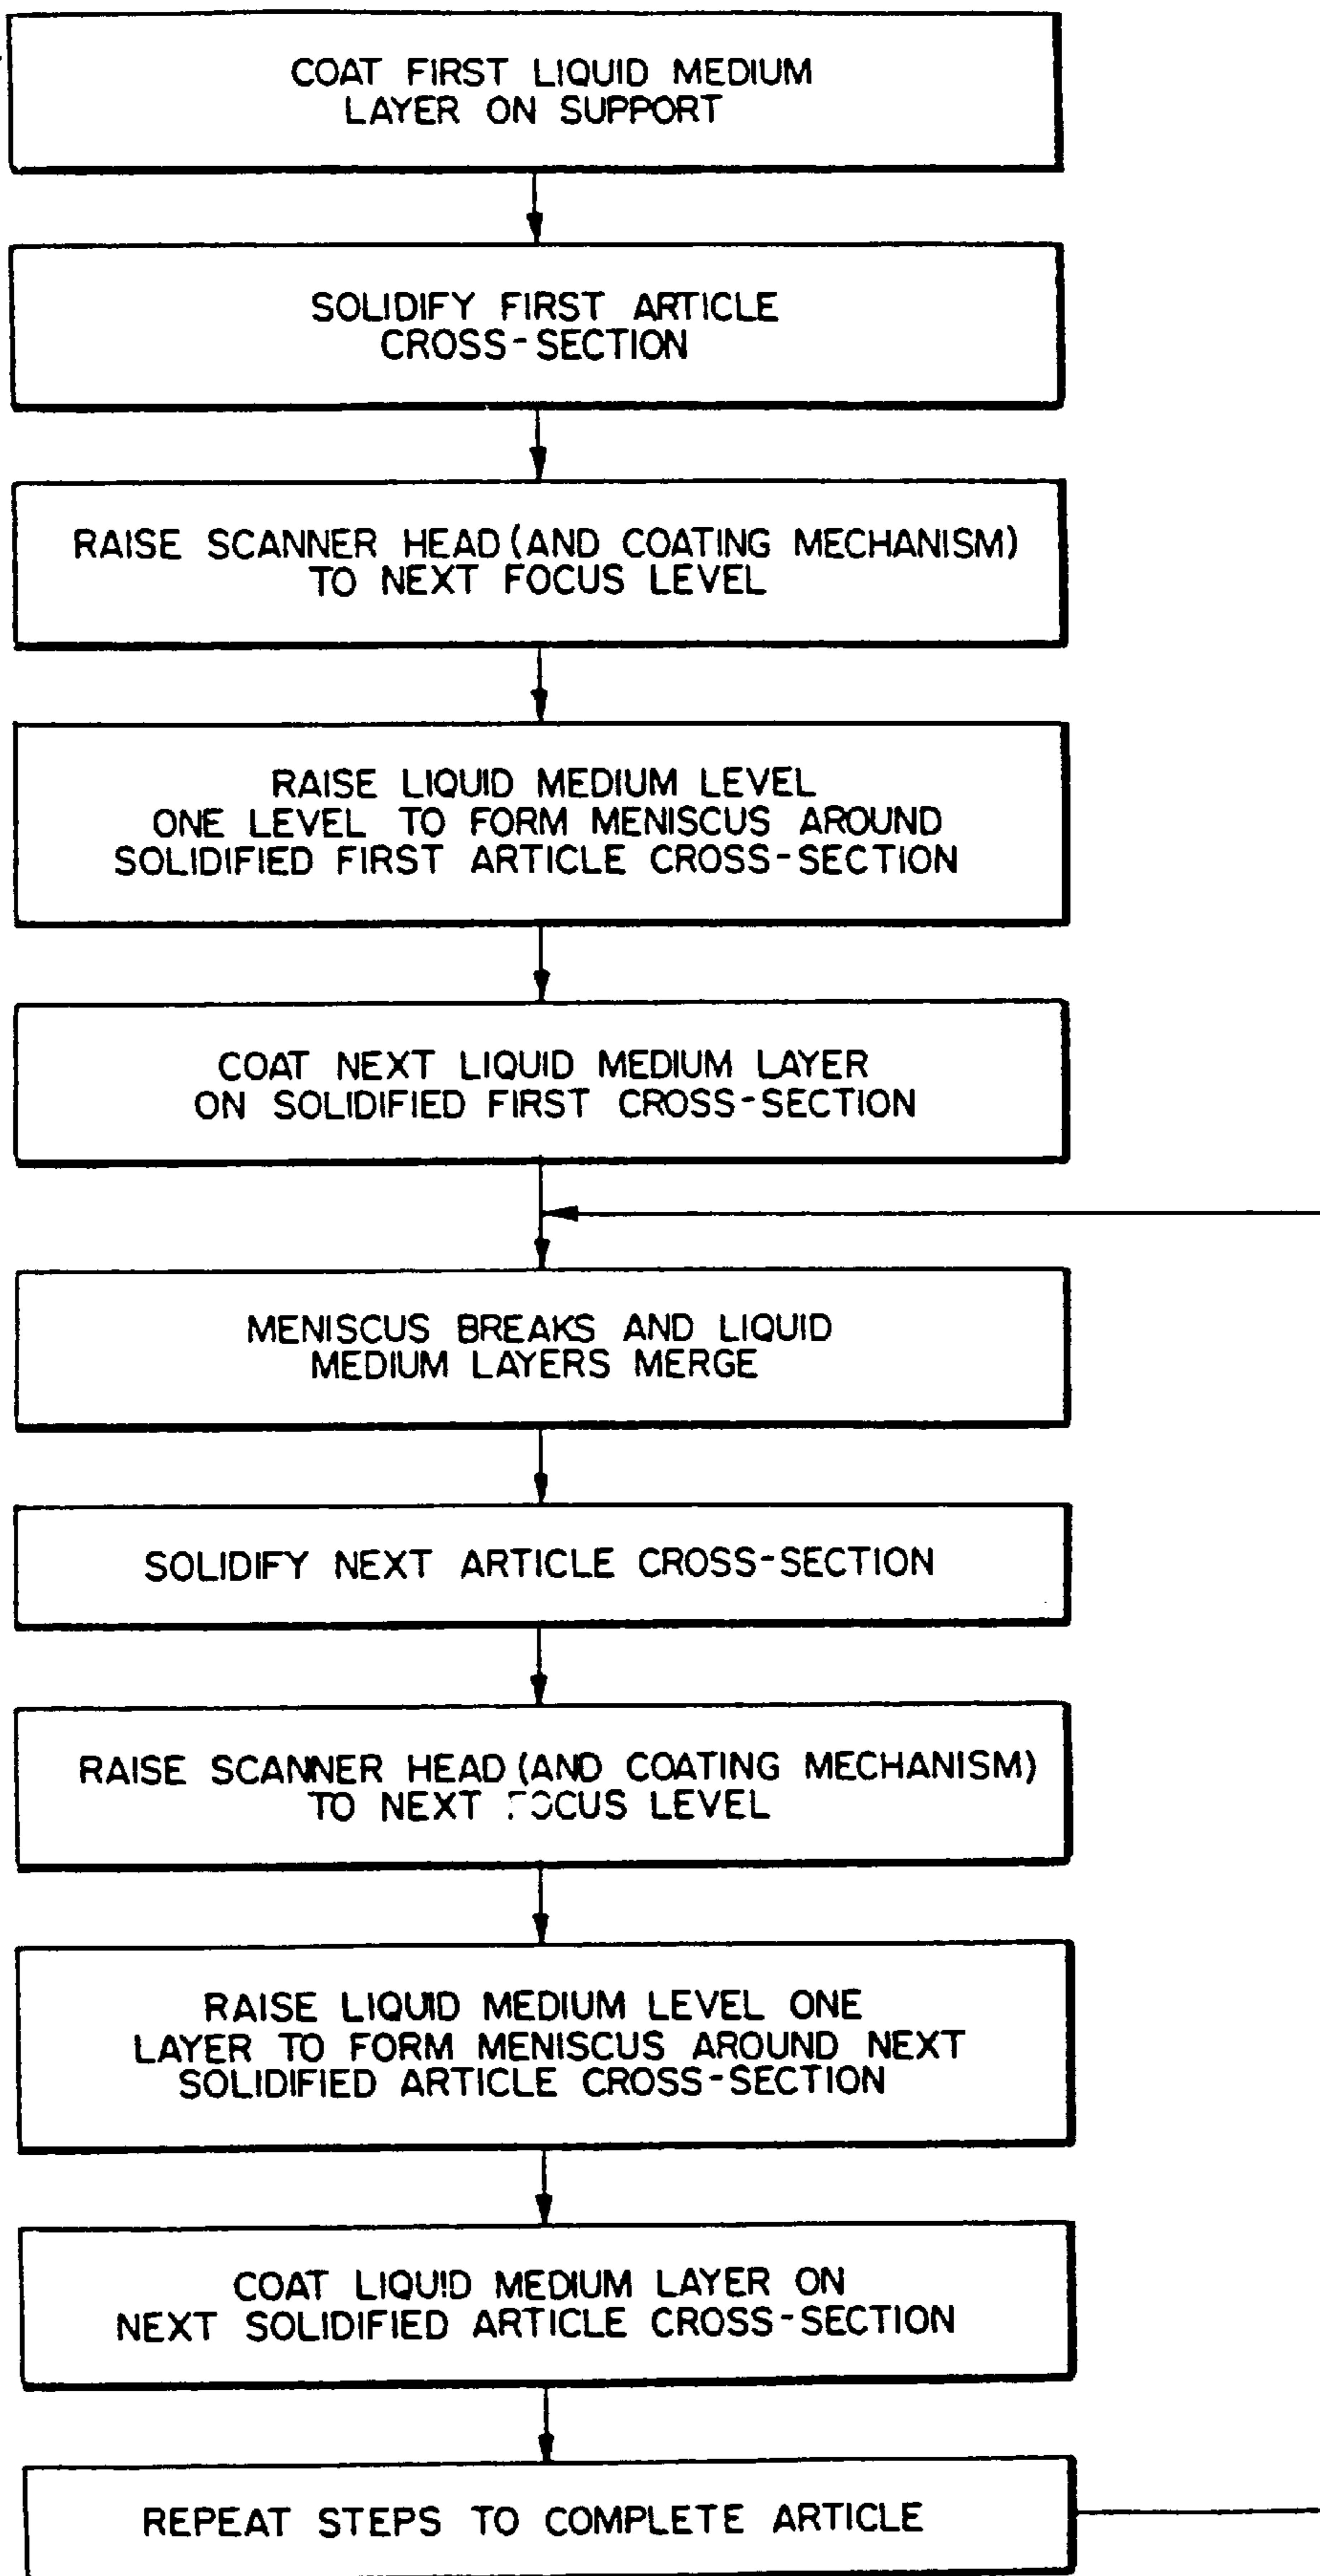 COAT FIRST LIQUID MEDIUM
LAYER ON SUPPORT
SOLIDIFY FIRST ARTICLE
CROSS-SECTION
RAISE SCANNER HEAD (AND COATING MECHANISM)
TO NEXT FOCUS LEVEL
RAISE LIQUID MEDIUM LEVEL
ONE LEVEL TO FORM MENISCUS AROUND
SOLIDIFIED FIRST ARTICLE CROSS-SECTION
COAT NEXT LIQUID MEDIUM LAYER
ON SOLIDIFIED FIRST CROSS-SECTION
MENISCUS BREAKS AND LIQUID
MEDIUM LAYERS MERGE
SOLIDIFY NEXT ARTICLE CROSS-SECTION
RAISE SCANNER HEAD (AND COATING MECHANISM)
TO NEXT FOCUS LEVEL
RAISE LIQUID MEDIUM LEVEL ONE
LAYER TO FORM MENISCUS AROUND NEXT
SOLIDIFIED ARTICLE CROSS-SECTION
COAT LIQUID MEDIUM LAYER ON
NEXT SOLIDIFIED ARTICLE CROSS-SECTION
REPEAT STEPS TO COMPLETE ARTICLE